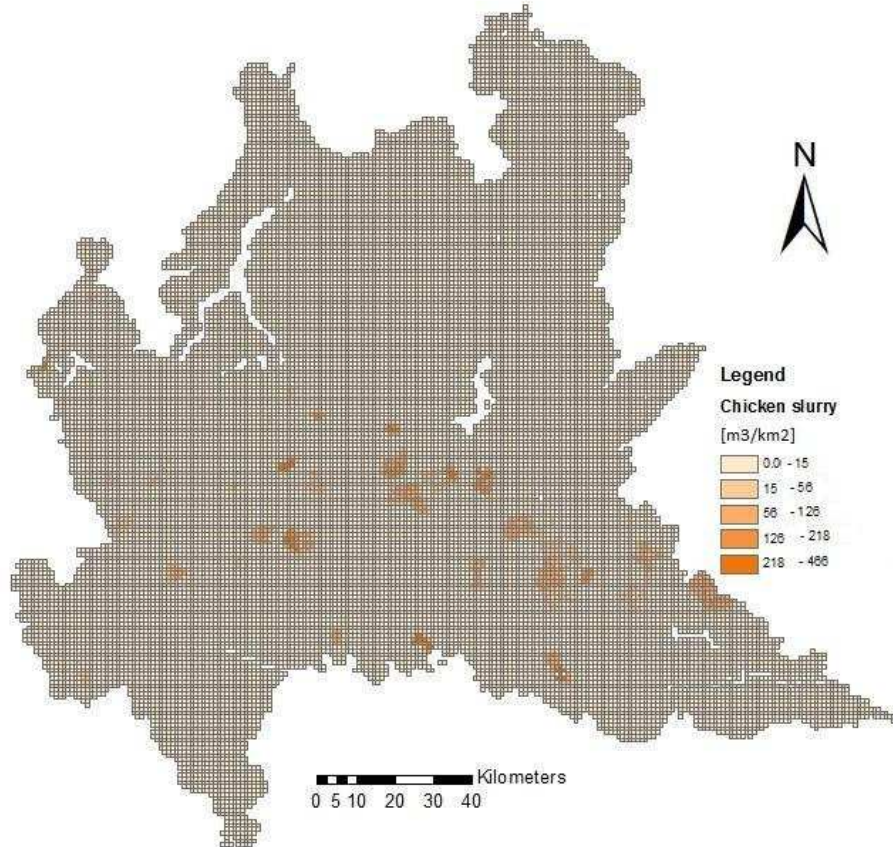 N
Legend
Chicken slurry
[m3/km2]
0.0 - 15
15 - 56
56 - 126
126 - 218
218 - 466
Kilometers
0 5 10 20 30 40